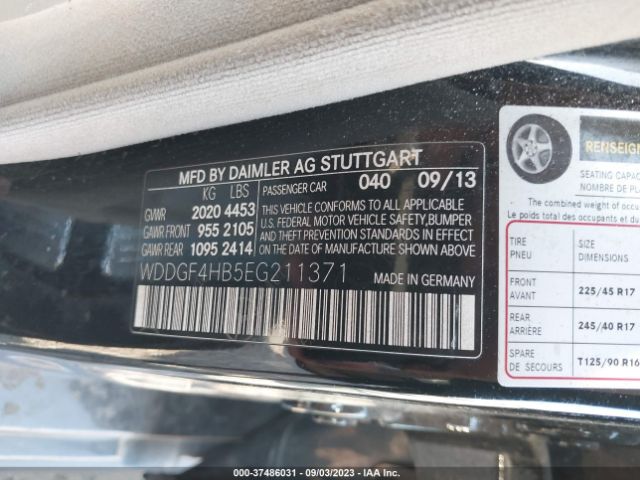 MFD BY DAIMLER AG STUTTGART
KG LBS
GVWR 2020 4453
GAWR FRONT 955 2105
GAWR REAR 1095 2414
PASSENGER CAR 040 09/13
THIS VEHICLE CONFORMS TO ALL APPLICABLE
U.S. FEDERAL MOTOR VEHICLE SAFETY, BUMPER
AND THEFT PREVENTION STANDARDS IN EFFECT
ON THE DATE OF MANUFACTURE SHOWN ABOVE
WDDGF4HB5EG211371 MADE IN GERMANY
RENSEIGN
SEATING CAPAC
NOMBRE DE PL
The combined weight of occup
Le poids total des occupants et du
TIRE SIZE
PNEU DIMENSIONS
FRONT
AVANT 225/45 R17
REAR
ARRIÈRE 245/40 R17
SPARE
DE SECOURS T125/90 R16
000-37486031 - 09/03/2023 - IAA Inc.